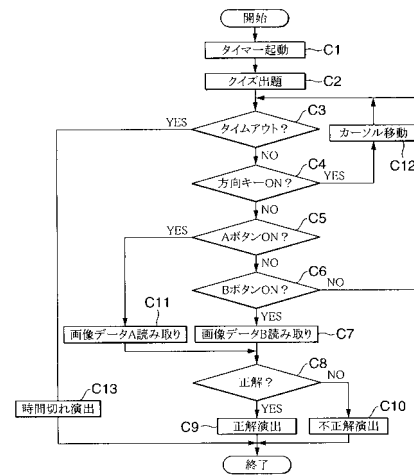 開始
タイマー起動 C1
クイズ出題 C2
C3
YES タイムアウト?
カーソル移動
NO
C12
C4
方向キーON? YES
NO
C5
YES AボタンON?
NO
C6
BボタンON? NO
C11
YES
画像データA読み取り 画像データB読み取り C7
C8
正解? NO
C13
YES
C10
時間切れ演出
C9 正解演出 不正解演出
終了